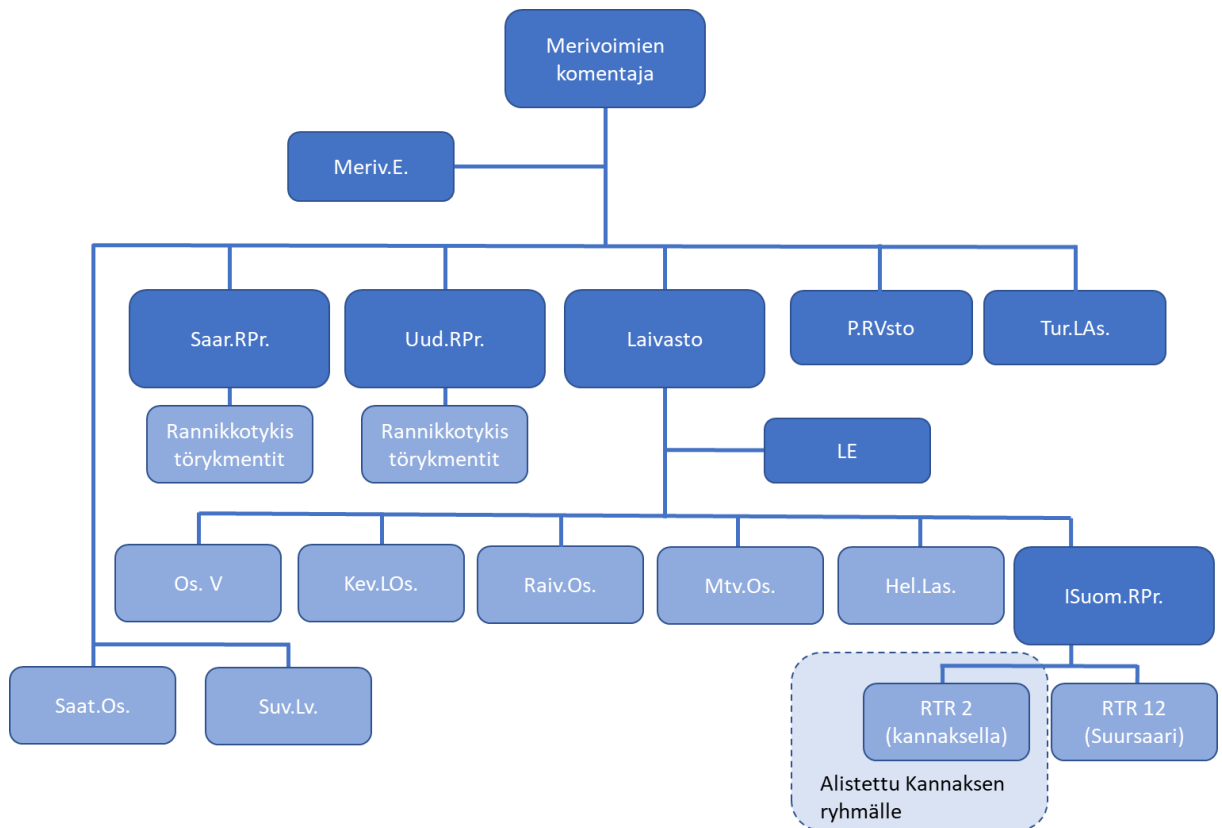 Merivoimien
komentaja
Meriv.E.
Saar.RPr.
Uud.RPr.
Laivasto
P.RVsto
Tur.LAs.
Rannikkotykis
törykmentit
Rannikkotykis
törykmentit
LE
Os. V
Kev.LOs.
Raiv.Os.
Mtv.Os.
Hel.Las.
ISuom.RPr.
Saat.Os.
Suv.Lv.
RTR 2
(kannaksella)
RTR 12
(Suursaari)
Alistettu Kannaksen
ryhmälle